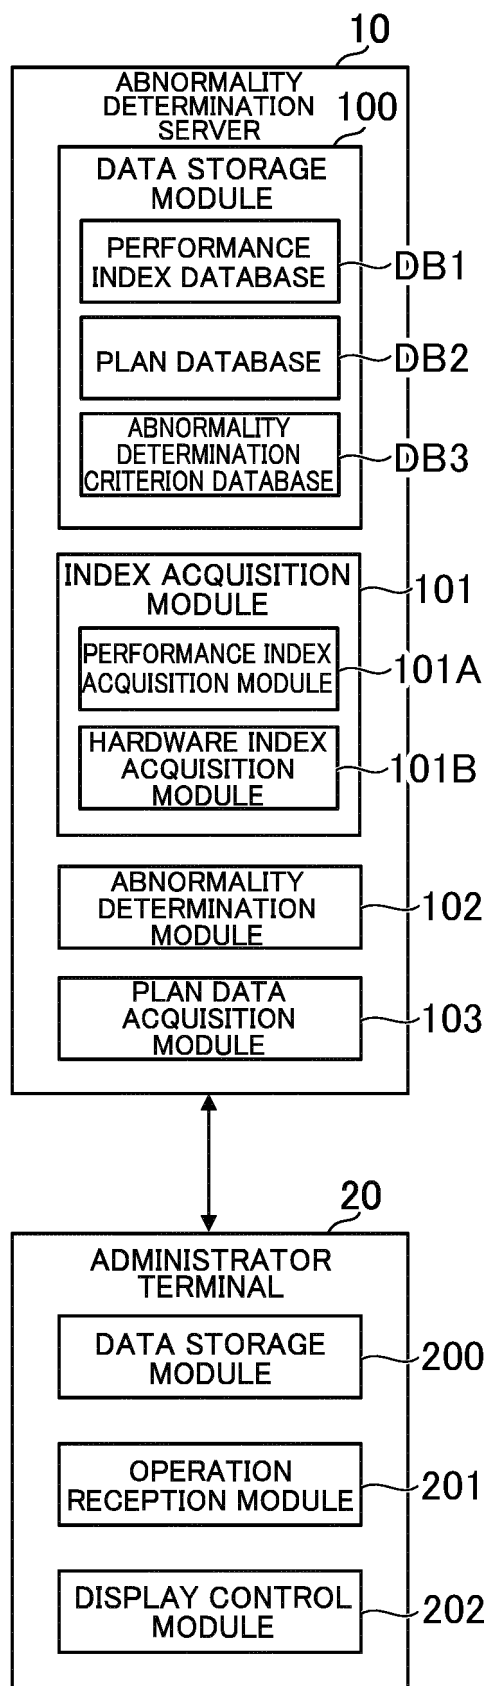 10
ABNORMALITY
DETERMINATION
SERVER
100
DATA STORAGE
MODULE
PERFORMANCE
INDEX DATABASE
DB1
PLAN DATABASE
DB2
ABNORMALITY
DETERMINATION
CRITERION DATABASE
DB3
INDEX ACQUISITION
MODULE
101
PERFORMANCE INDEX
ACQUISITION MODULE
101A
HARDWARE INDEX
ACQUISITION
MODULE
101B
ABNORMALITY
DETERMINATION
MODULE
102
PLAN DATA
ACQUISITION
MODULE
103
20
ADMINISTRATOR
TERMINAL
DATA STORAGE
MODULE
200
OPERATION
RECEPTION MODULE
201
DISPLAY CONTROL
MODULE
202